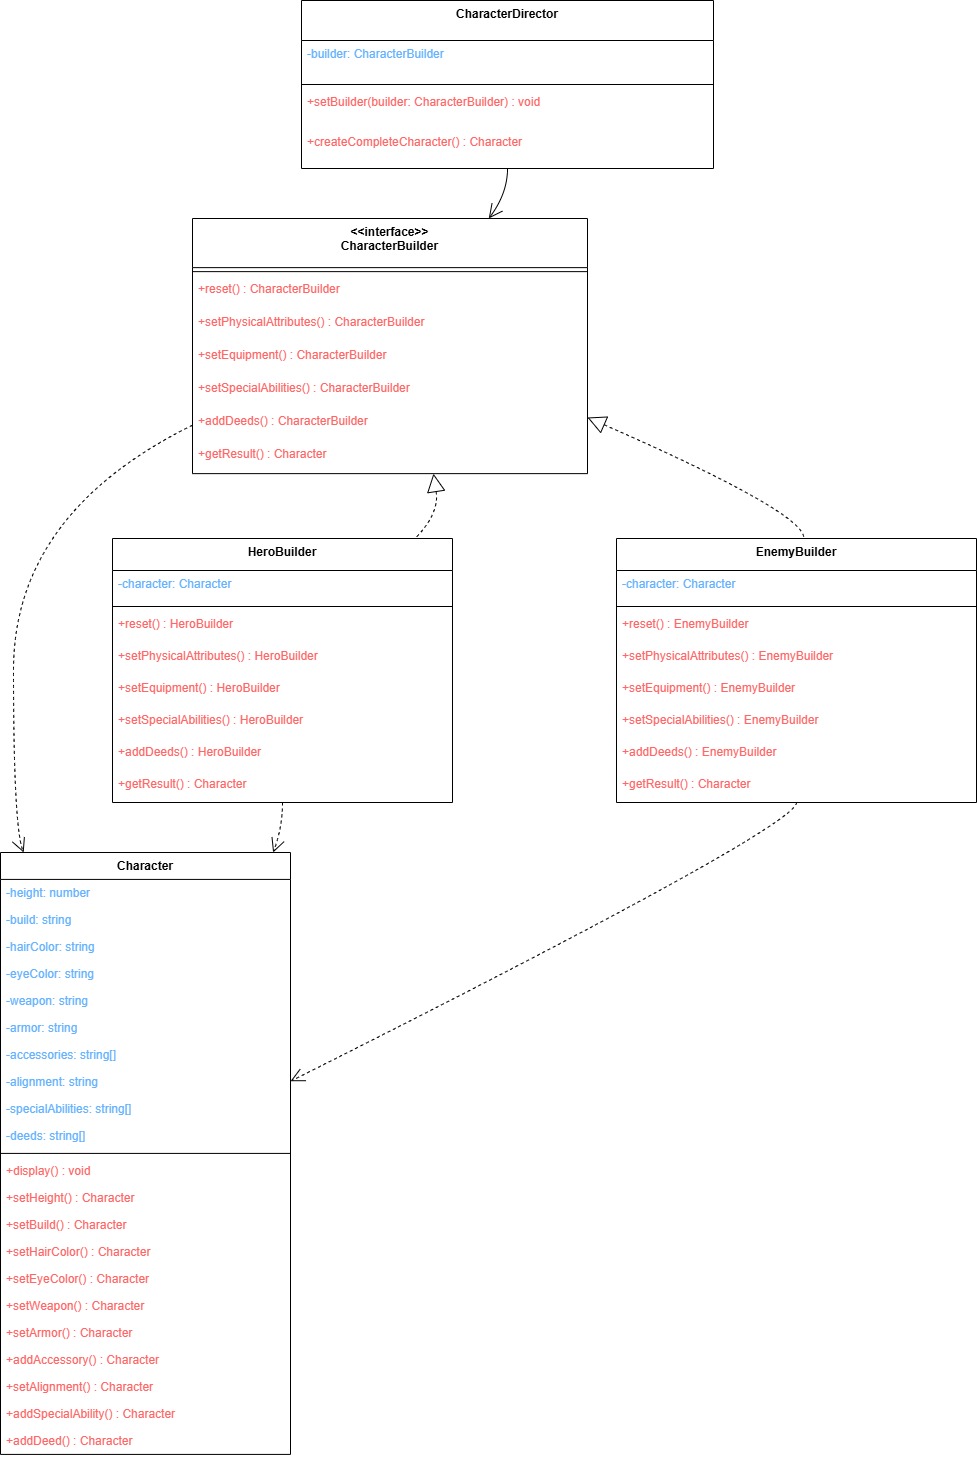 CharacterDirector
-builder: CharacterBuilder
+setBuilder(builder: CharacterBuilder) : void
+createCompleteCharacter() : Character
<<interface>>
CharacterBuilder
+reset() : CharacterBuilder
+setPhysicalAttributes() : CharacterBuilder
+setEquipment() : CharacterBuilder
+setSpecialAbilities() : CharacterBuilder
+addDeeds() : CharacterBuilder
+getResult() : Character
HeroBuilder
-character: Character
+reset() : HeroBuilder
+setPhysicalAttributes() : HeroBuilder
+setEquipment() : HeroBuilder
+setSpecialAbilities() : HeroBuilder
+addDeeds() : HeroBuilder
+getResult() : Character
EnemyBuilder
-character: Character
+reset() : EnemyBuilder
+setPhysicalAttributes() : EnemyBuilder
+setEquipment() : EnemyBuilder
+setSpecialAbilities() : EnemyBuilder
+addDeeds() : EnemyBuilder
+getResult() : Character
Character
-height: number
-build: string
-hairColor: string
-eyeColor: string
-weapon: string
-armor: string
-accessories: string[]
-alignment: string
-specialAbilities: string[]
-deeds: string[]
+display() : void
+setHeight() : Character
+setBuild() : Character
+setHairColor() : Character
+setEyeColor() : Character
+setWeapon() : Character
+setArmor() : Character
+addAccessory() : Character
+setAlignment() : Character
+addSpecialAbility() : Character
+addDeed() : Character